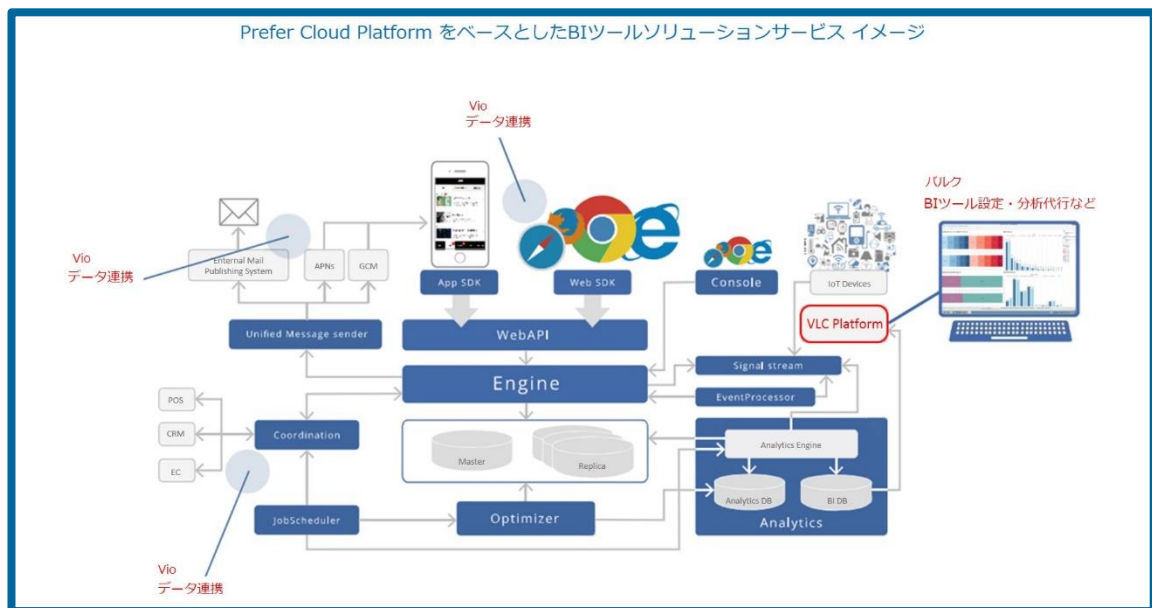 Prefer Cloud Platform をベースとしたBIツールソリューションサービス イメージ
Vio
データ連携
バルク
BIツール設定・分析代行など
Vio
データ連携
Enternal Mail
Publishing System
APNs
GCM
App SDK
Web SDK
Console
IoT Devices
VLC Platform
Unified Message sender
WebAPI
Signal stream
Engine
EventProcessor
POS
CRM
EC
Coordination
Master
Replica
Analytics Engine
Analytics DB
BI DB
Analytics
JobScheduler
Optimizer
Vio
データ連携